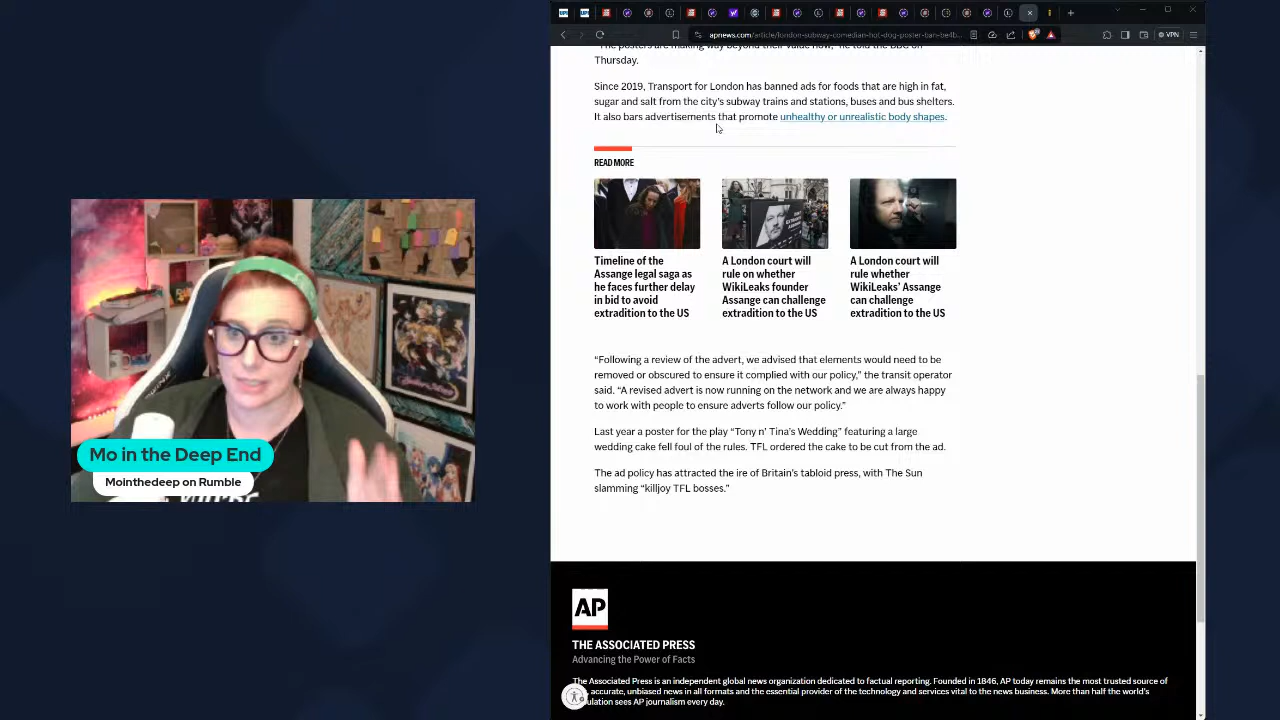 apnews.com/article/london-subway-comedian-hot-dog-poster-ban-be4b
VPN
"The posters are making way beyond their value now," he told the BBC on
Thursday.
Since 2019, Transport for London has banned ads for foods that are high in fat,
sugar and salt from the city's subway trains and stations, buses and bus shelters.
It also bars advertisements that promote unhealthy or unrealistic body shapes.
READ MORE
Timeline of the
Assange legal saga as
he faces further delay
in bid to avoid
extradition to the US
A London court will
rule on whether
WikiLeaks founder
Assange can challenge
extradition to the US
A London court will
rule whether
WikiLeaks' Assange
can challenge
extradition to the US
“Following a review of the advert, we advised that elements would need to be
removed or obscured to ensure it complied with our policy,” the transit operator
said. “A revised advert is now running on the network and we are always happy
to work with people to ensure adverts follow our policy.”
Last year a poster for the play “Tony n’ Tina’s Wedding” featuring a large
wedding cake fell foul of the rules. TFL ordered the cake to be cut from the ad.
The ad policy has attracted the ire of Britain’s tabloid press, with The Sun
slamming “killjoy TFL bosses.”
Mo in the Deep End
Mointhedeep on Rumble
AP
THE ASSOCIATED PRESS
Advancing the Power of Facts
The Associated Press is an independent global news organization dedicated to factual reporting. Founded in 1846, AP today remains the most trusted source of
accurate, unbiased news in all formats and the essential provider of the technology and services vital to the news business. More than half the world's
sees AP journalism every day.